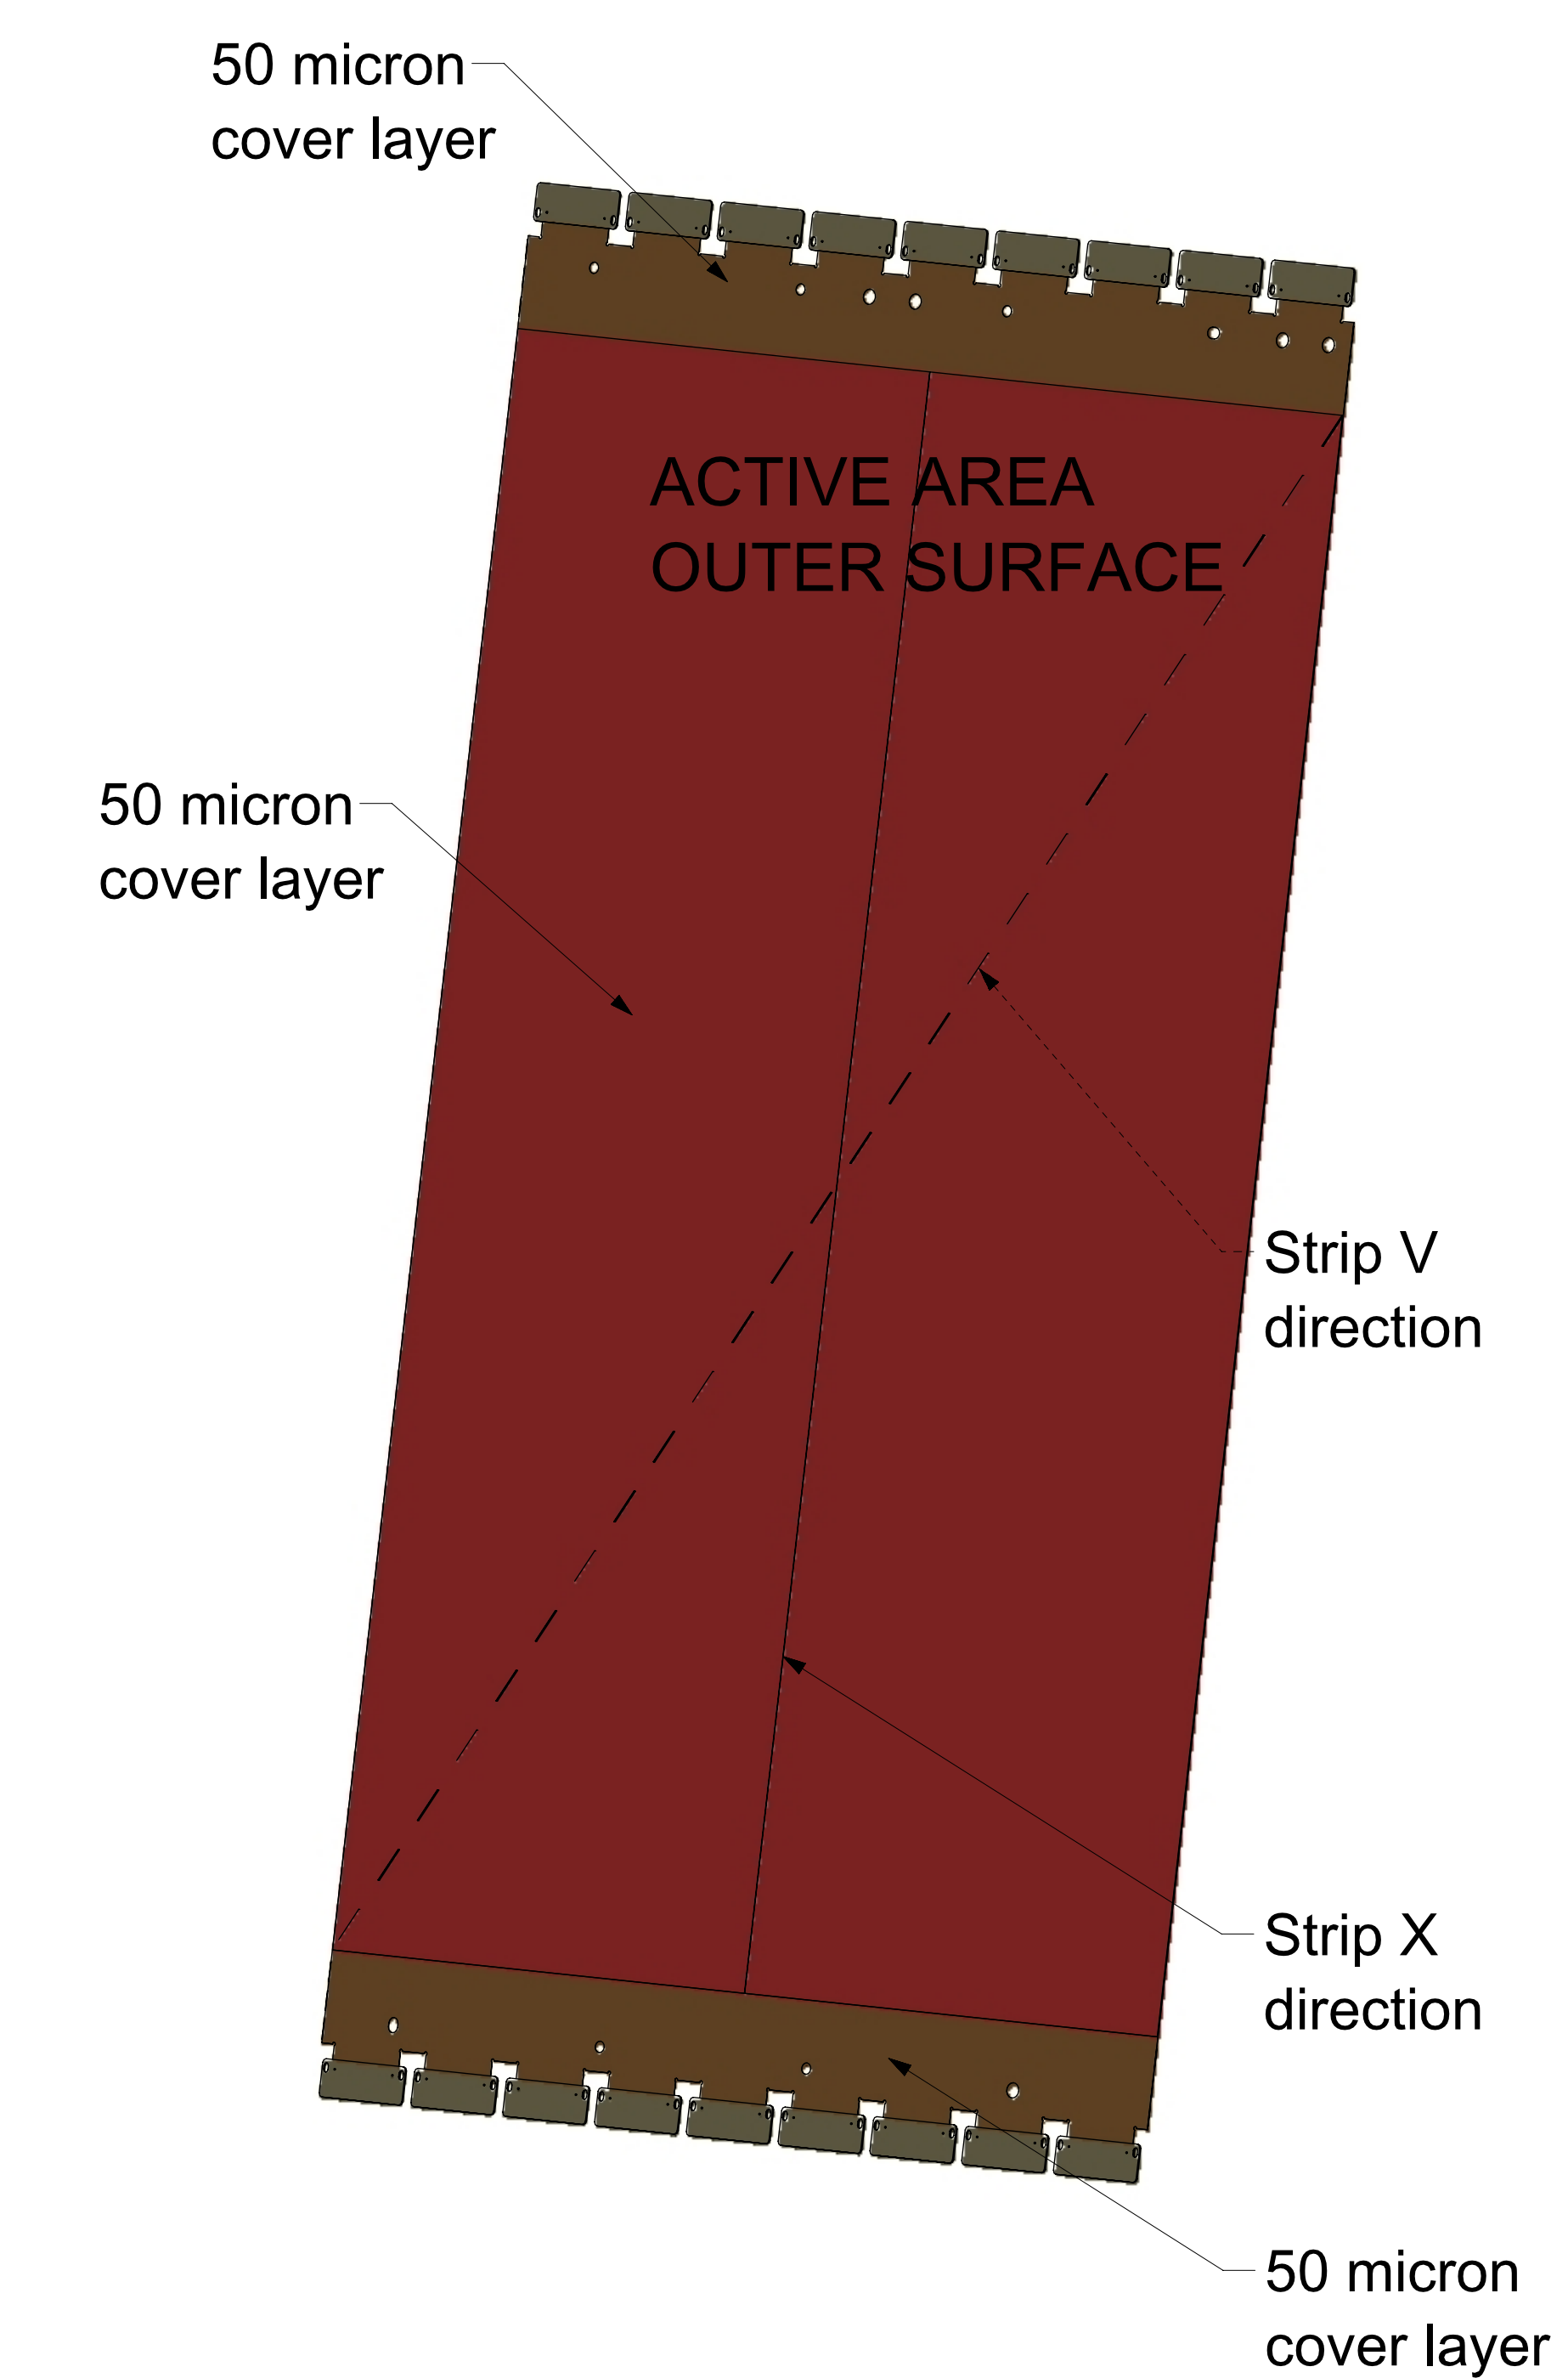 50 micron
cover layer
ACTIVE AREA
OUTER SURFACE
50 micron
cover layer
Strip V
direction
Strip X
direction
50 micron
cover layer